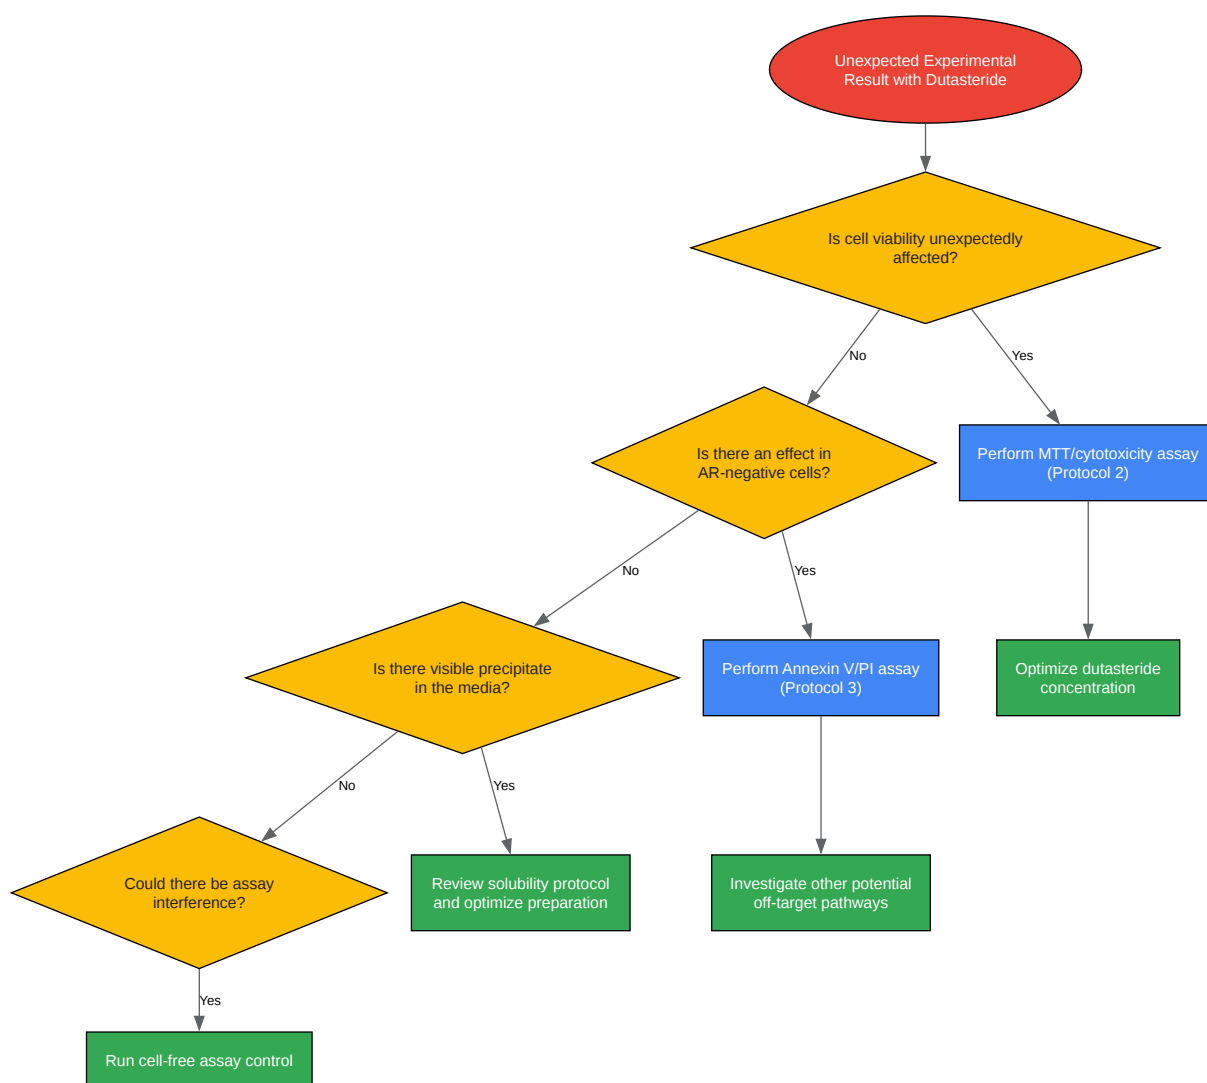 Unexpected Experimental
Result with Dutasteride
Is cell viability unexpectedly
affected?
No
Yes
Is there an effect in
AR-negative cells?
Perform MTT/cytotoxicity assay
(Protocol 2)
No
Yes
Is there visible precipitate
in the media?
Perform Annexin V/PI assay
(Protocol 3)
Optimize dutasteride
concentration
No
Yes
Could there be assay
interference?
Review solubility protocol
and optimize preparation
Investigate other potential
off-target pathways
Yes
Run cell-free assay control